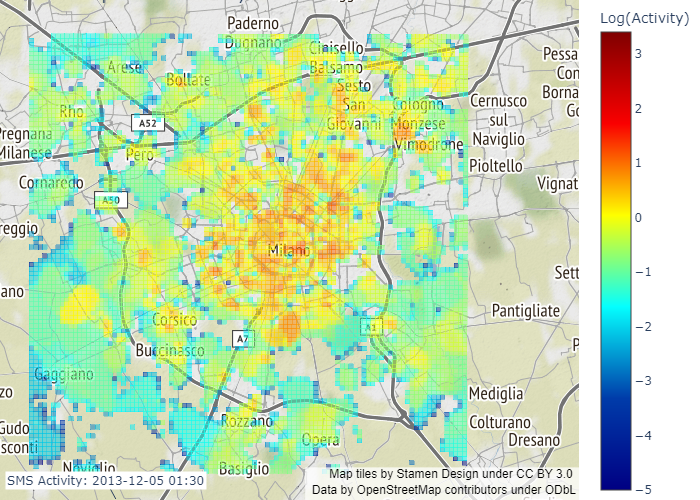 Log(Activity)
Paderno
Dugnano
Cinisello
Balsamo
Arese
Bollate
Sesto
San
Giovanni
Rho
Cologno
Monzese
Vimodrone
Cernusco
sul
Naviglio
Pioltello
Pessa
Con
Borna
Go
A52
Pregnana
Milanese
Pero
Cornaredo
A50
Vignat
reggio
Milano
Sett
ano
Pantigliate
Corsico
A1
A7
Buccinasco
P
Gaggiano
zo
Mediglia
Rozzano
Colturano
Gudo
sconti
Opera
Dresano
Noviglio
Basiglio
SMS Activity: 2013-12-05 01:30
Map tiles by Stamen Design under CC BY 3.0
Data by OpenStreetMap contributors under ODbL
3
2
1
0
−1
−2
−3
−4
−5